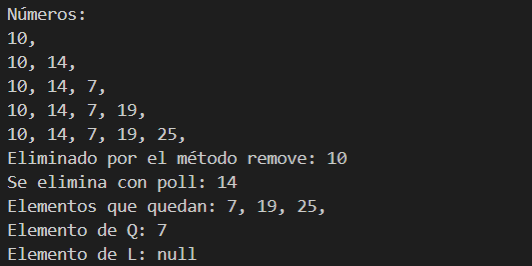 Números:
10,
10, 14,
10, 14, 7,
10, 14, 7, 19,
10, 14, 7, 19, 25,
Eliminado por el método remove: 10
Se elimina con poll: 14
Elementos que quedan: 7, 19, 25,
Elemento de Q: 7
Elemento de L: null